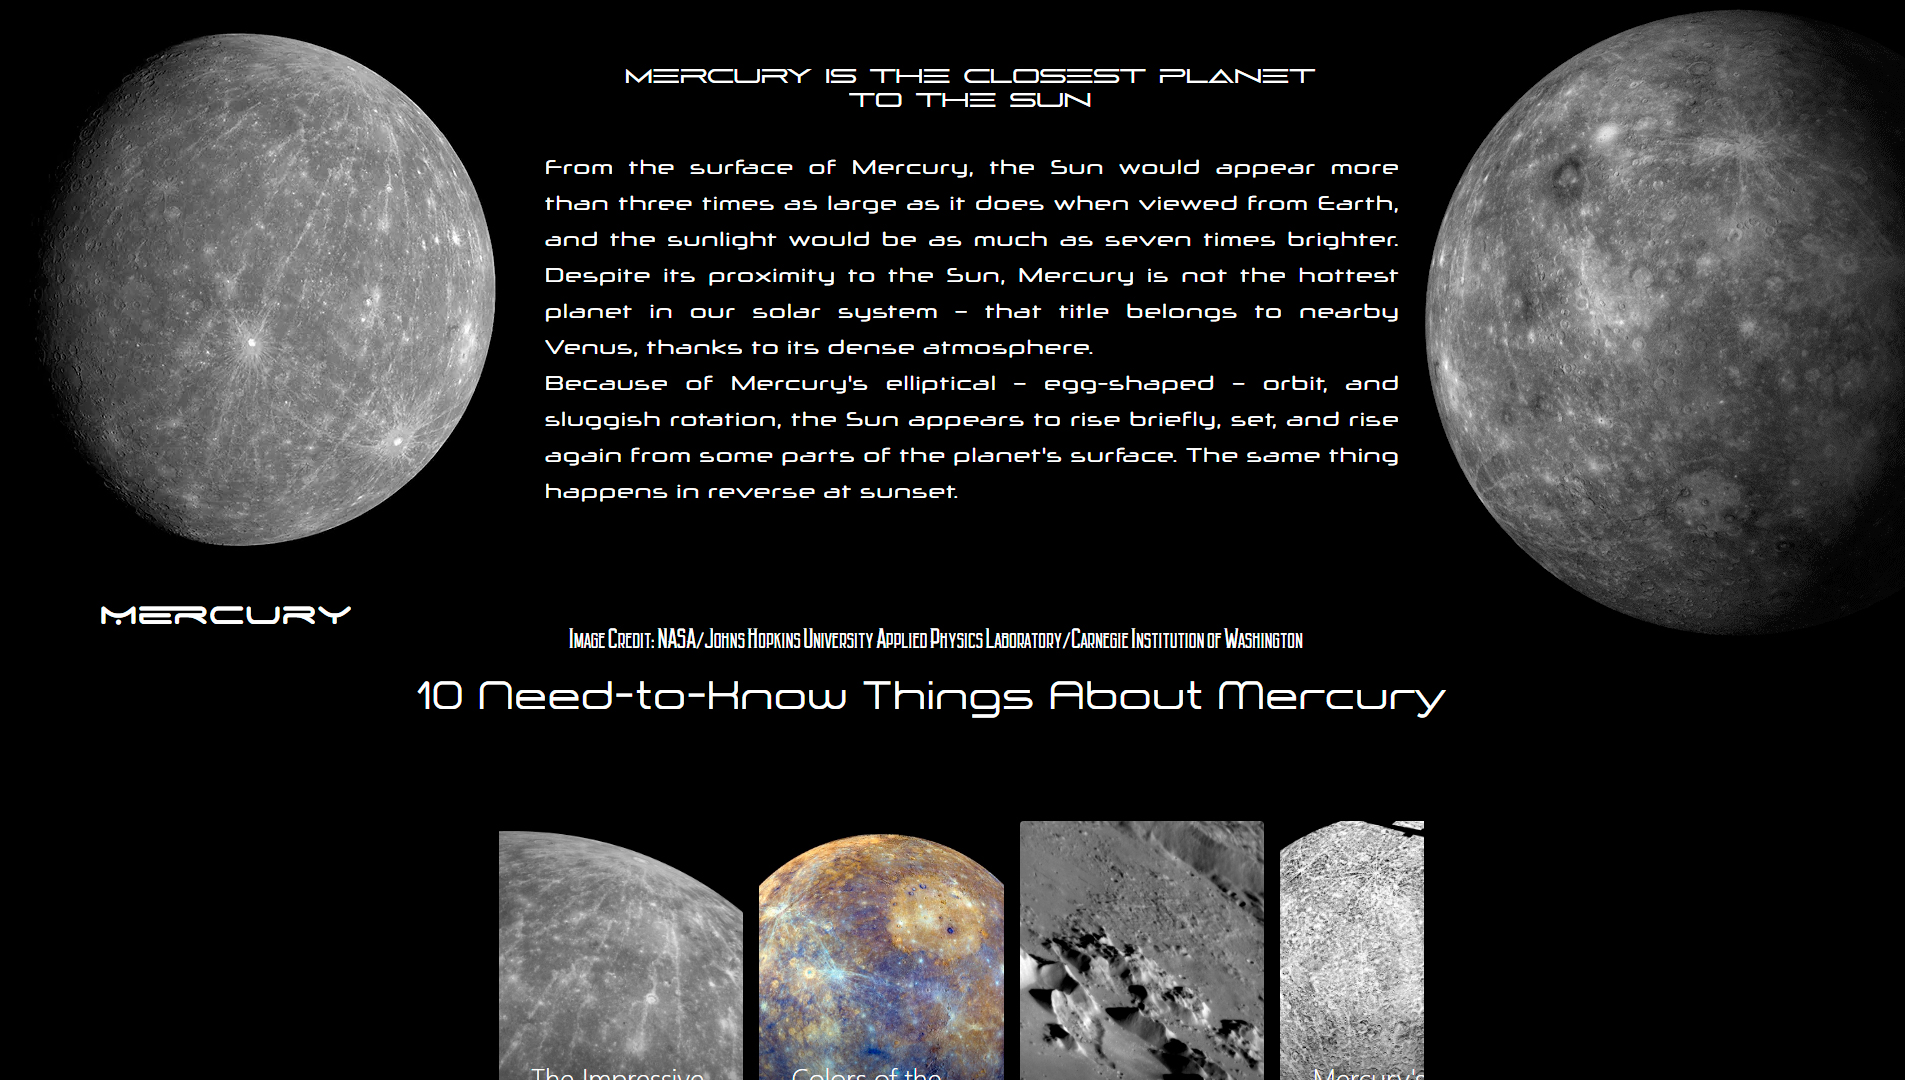 MERCURY IS THE CLOSEST PLANET
TO THE SUN
From the surface of Mercury, the Sun would appear more
than three times as large as it does when viewed from Earth,
and the sunlight would be as much as seven times brighter.
Despite its proximity to the Sun, Mercury is not the hottest
planet in our solar system – that title belongs to nearby
Venus, thanks to its dense atmosphere.
Because of Mercury's elliptical – egg-shaped – orbit, and
sluggish rotation, the Sun appears to rise briefly, set, and rise
again from some parts of the planet's surface. The same thing
happens in reverse at sunset.
MERCURY
Image Credit: NASA/Johns Hopkins University Applied Physics Laboratory/Carnegie Institution of Washington
10 Need-to-Know Things About Mercury
The Impressive
Colors of the
Mercury's